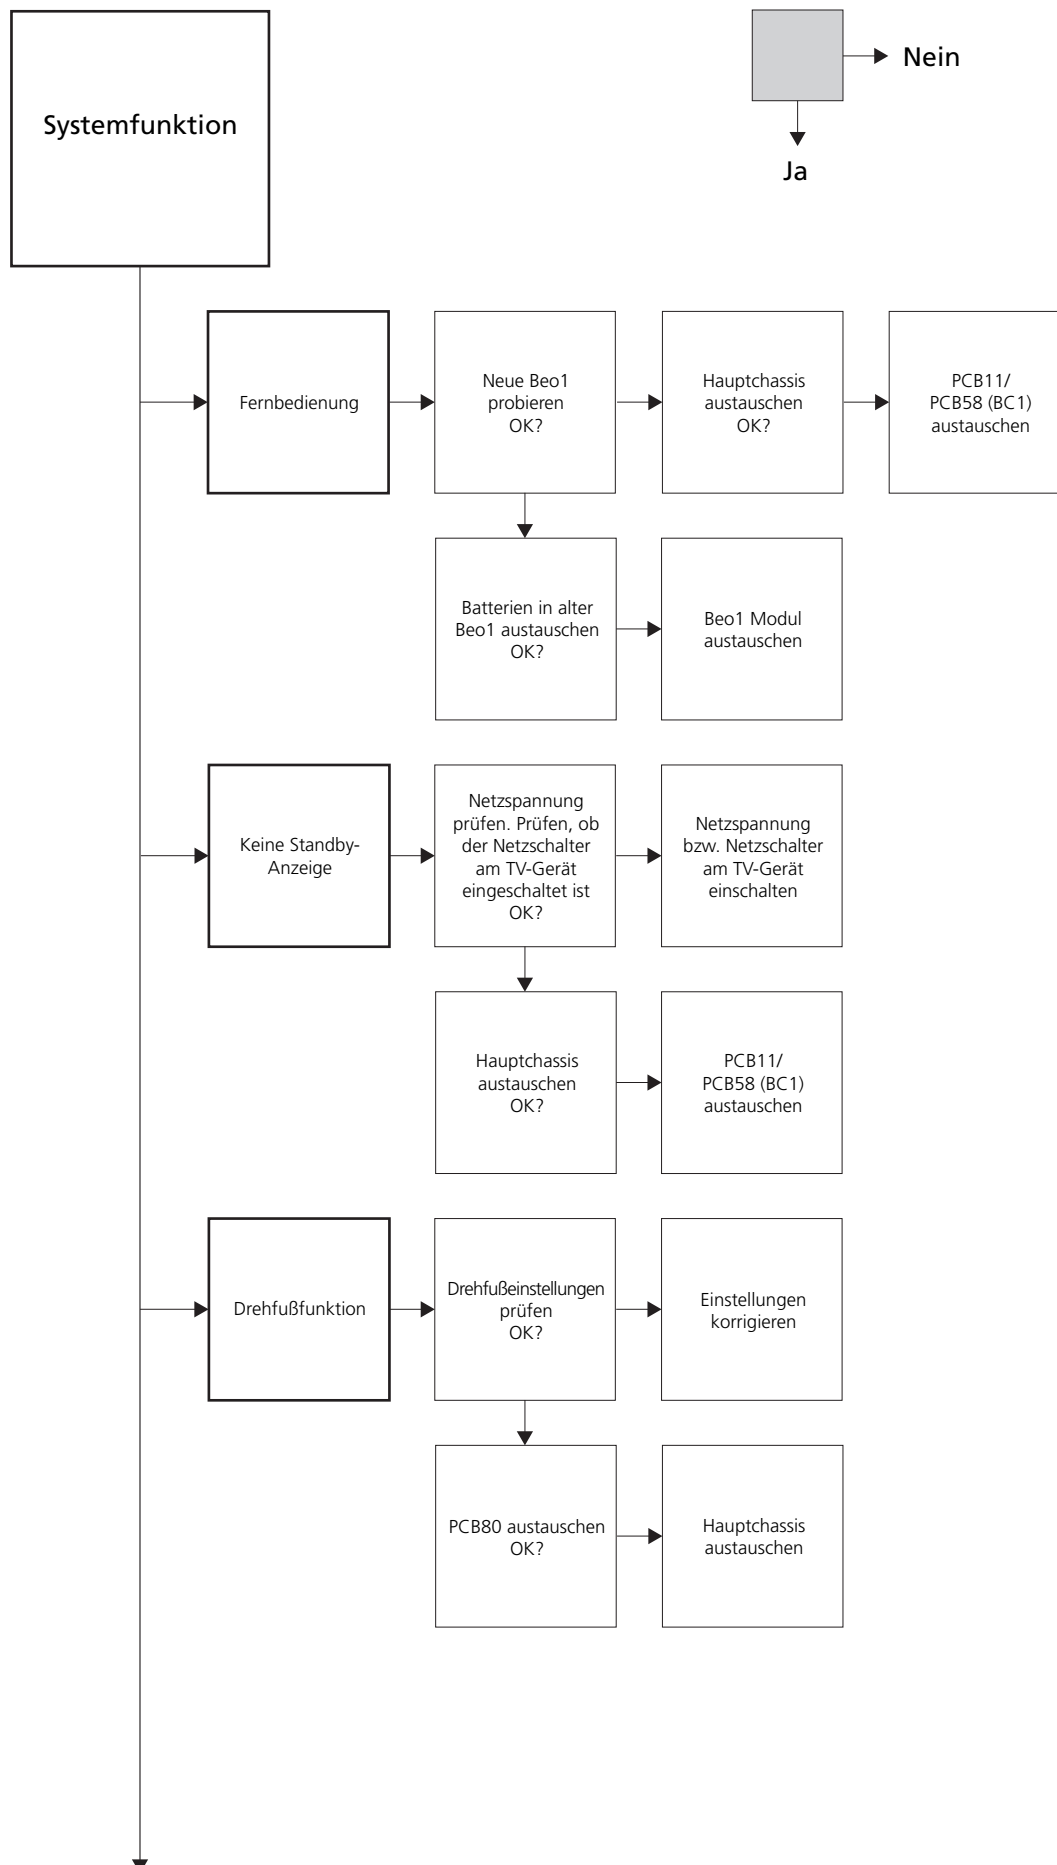 Systemfunktion
Nein
Ja
Fernbedienung
Neue Beo1
probieren
OK?
Hauptchassis
austauschen
OK?
PCB11/
PCB58 (BC1)
austauschen
Batterien in alter
Beo1 austauschen
OK?
Beo1 Modul
austauschen
Keine Standby-
Anzeige
Netzspannung
prüfen. Prüfen, ob
der Netzschalter
am TV-Gerät
eingeschaltet ist
OK?
Netzspannung
bzw. Netzschalter
am TV-Gerät
einschalten
Hauptchassis
austauschen
OK?
PCB11/
PCB58 (BC1)
austauschen
Drehfußfunktion
Drehfußeinstellungen
prüfen
OK?
Einstellungen
korrigieren
PCB80 austauschen
OK?
Hauptchassis
austauschen